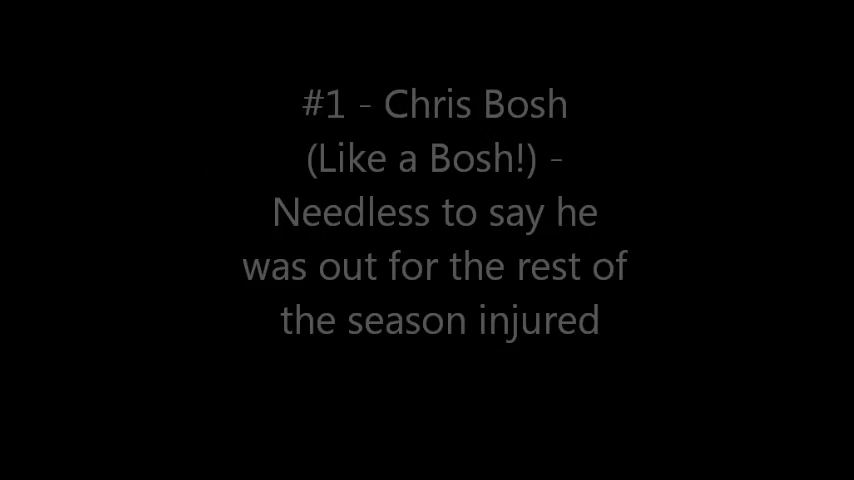 #1 - Chris Bosh
(Like a Bosh!) -
Needless to say he
was out for the rest of
the season injured